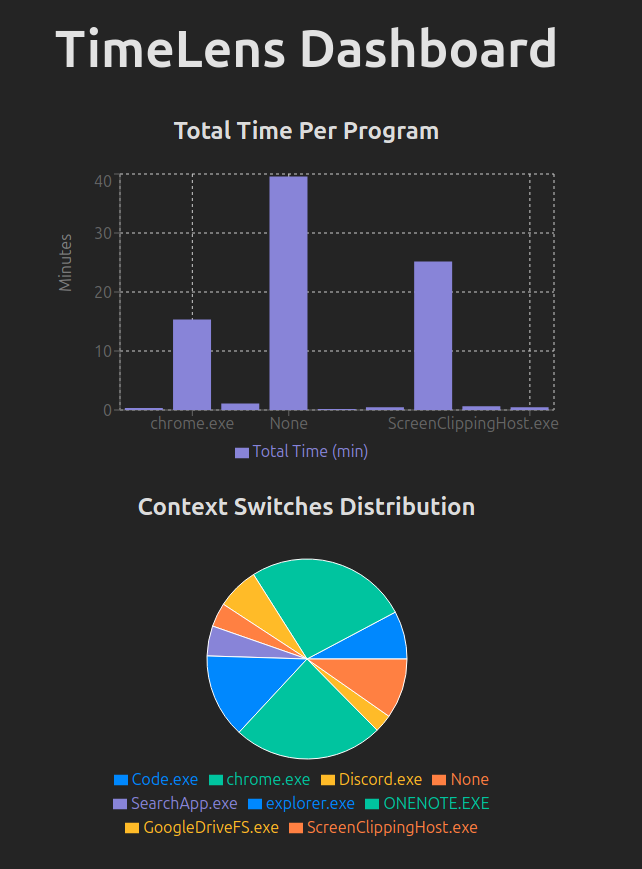 TimeLens Dashboard
Total Time Per Program
40
30
20
10
0
Minutes
chrome.exe None ScreenClippingHost.exe
Total Time (min)
Context Switches Distribution
Code.exe chrome.exe Discord.exe None
SearchApp.exe explorer.exe ONENOTE.EXE
GoogleDriveFS.exe ScreenClippingHost.exe